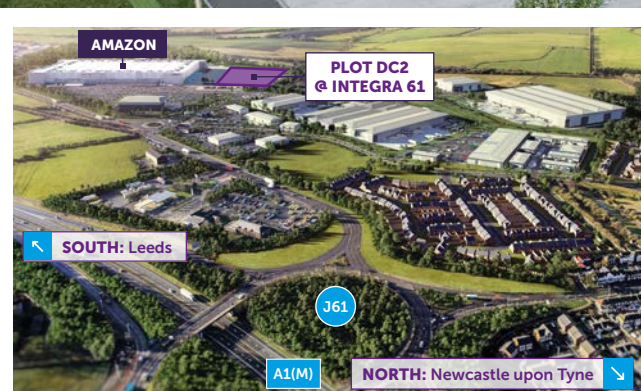 AMAZON
PLOT DC2
@ INTEGRA 61
SOUTH: Leeds
J61
A1(M)
NORTH: Newcastle upon Tyne